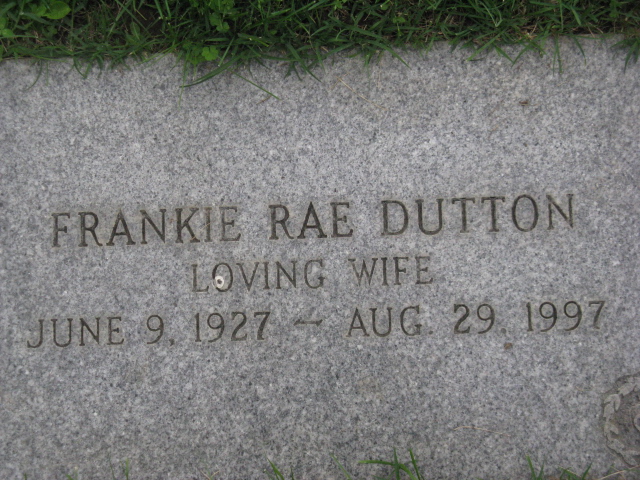 FRANKIE RAE DUTTON
LOVING WIFE
JUNE 9, 1927 ~ AUG 29, 1997